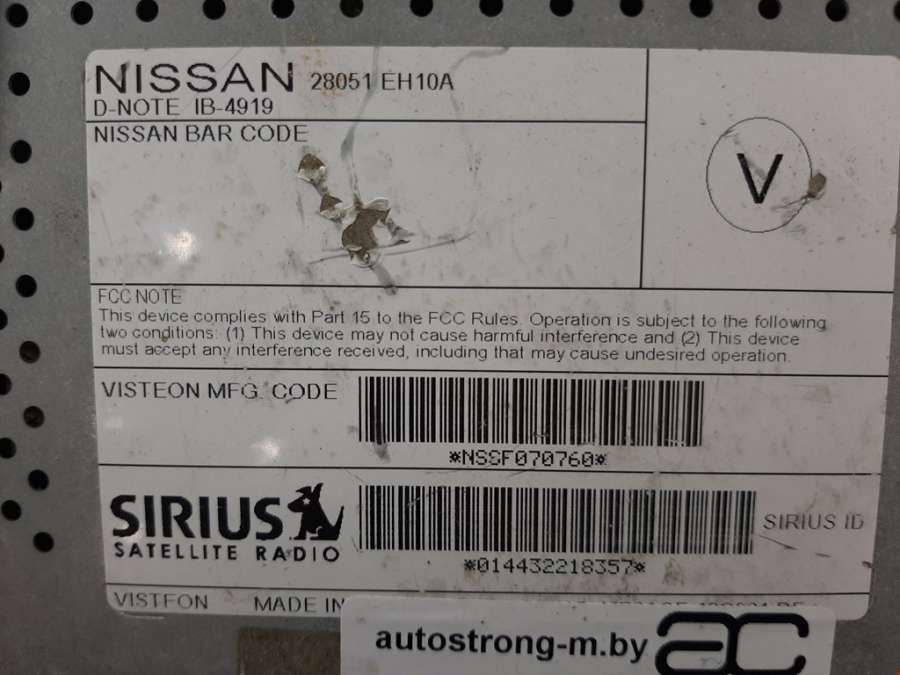 NISSAN 28051 EH10A
D-NOTE IB-4919
NISSAN BAR CODE
V
FCC NOTE
This device complies with Part 15 to the FCC Rules. Operation is subject to the following
two conditions: (1) This device may not cause harmful interference and (2) This device
must accept any interference received, including that may cause undesired operation.
VISTEON MFG. CODE
*NSSF070760*
SIRIUS
SATELLITE RADIO
SIRIUS ID
*014432218357*
VISTEON MADE IN
autostrong-m.by ac